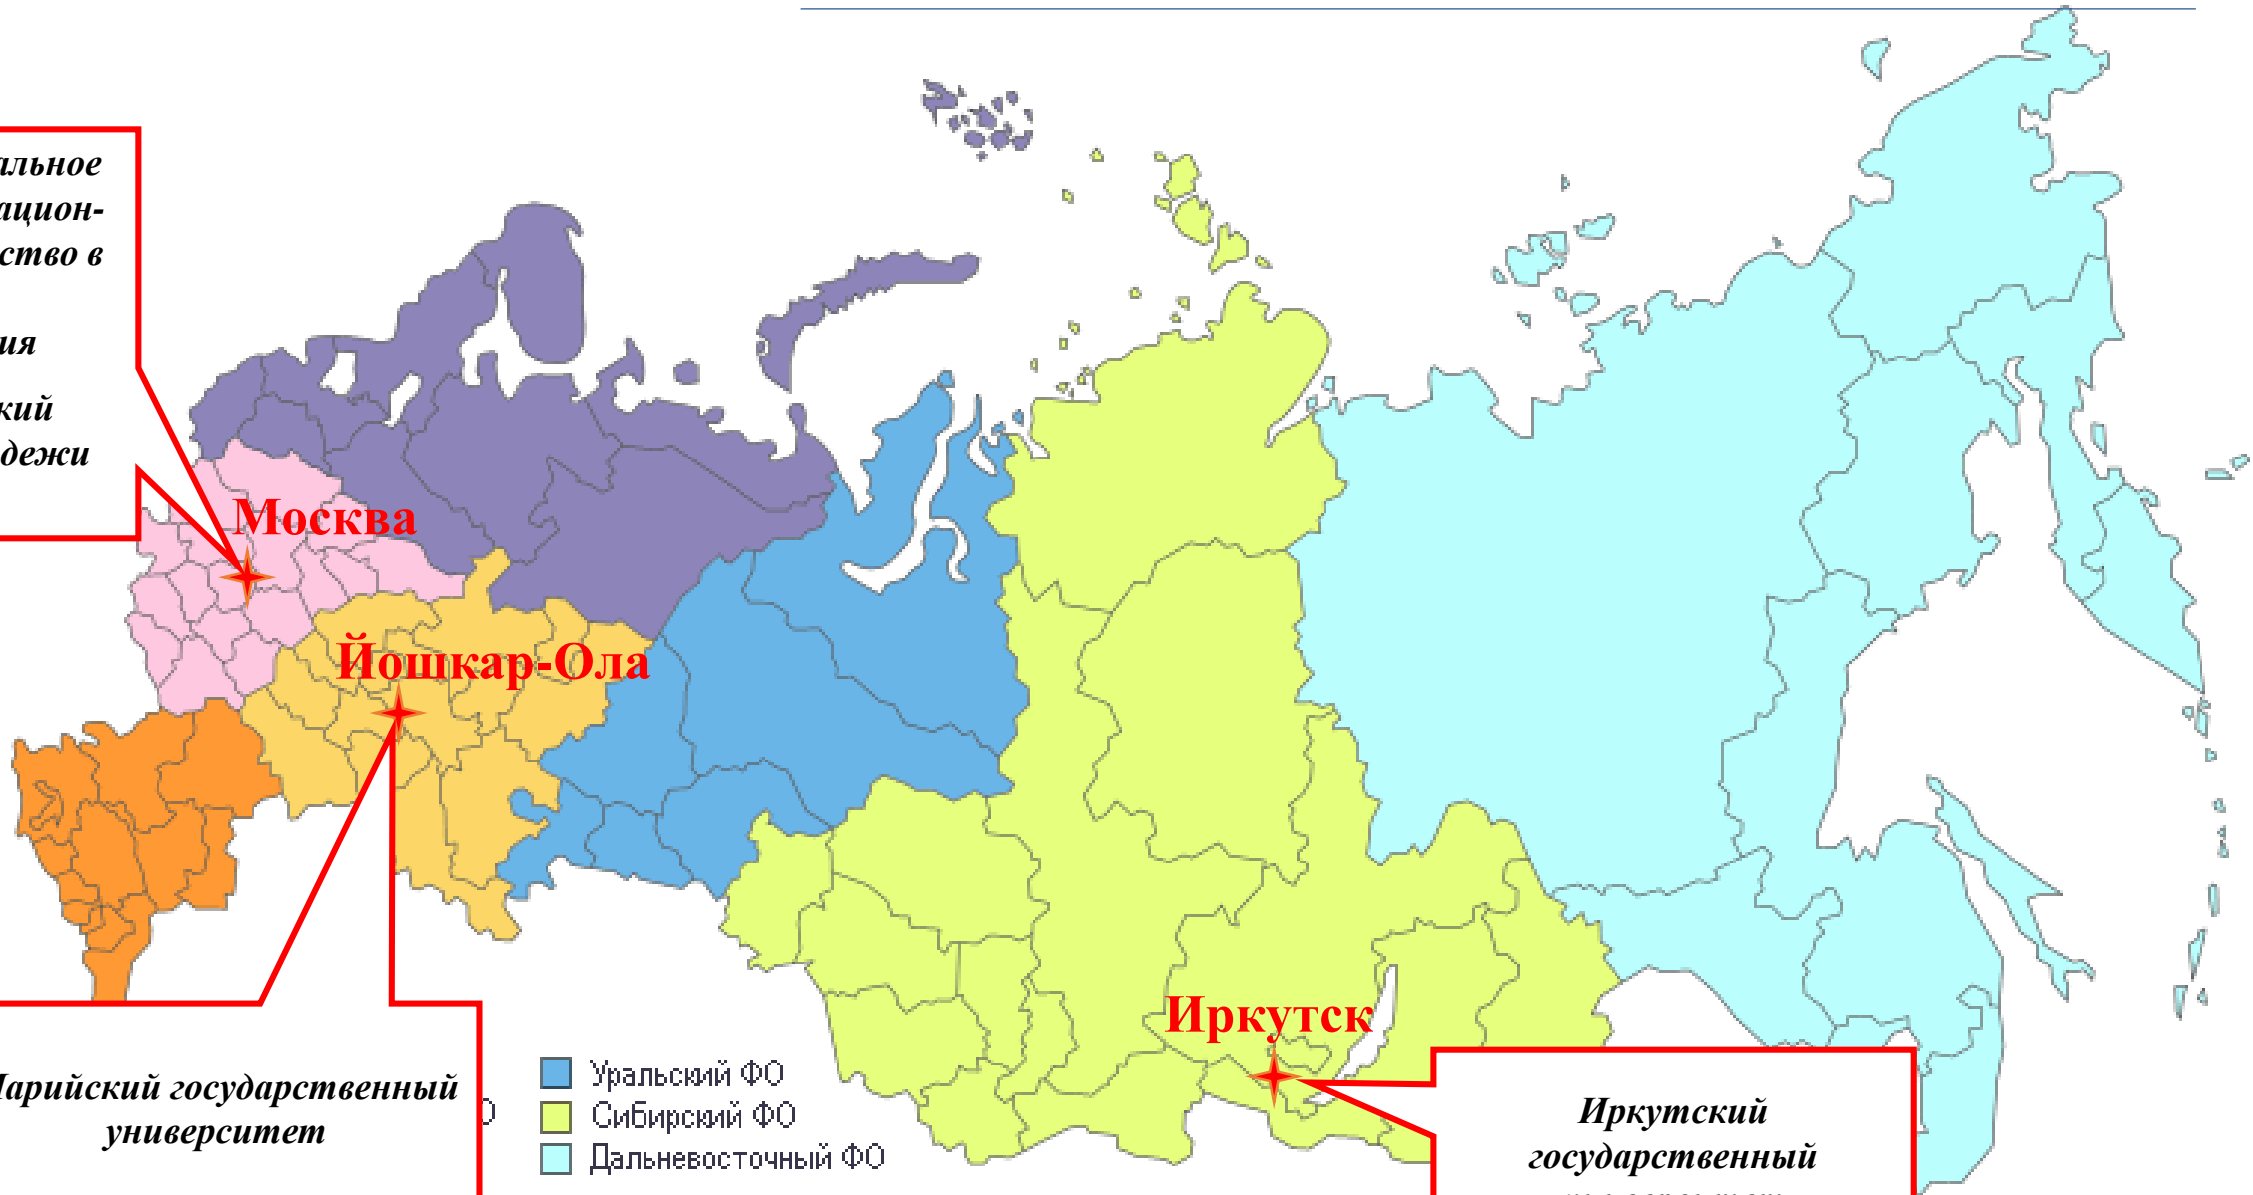 альное
ацион-
ство в
ия
кий
дежи
Москва
Йошкар-Ола
Иркутск
Марийский государственный
университет
Уральский ФО
Сибирский ФО
Дальневосточный ФО
О
Иркутский
государственный